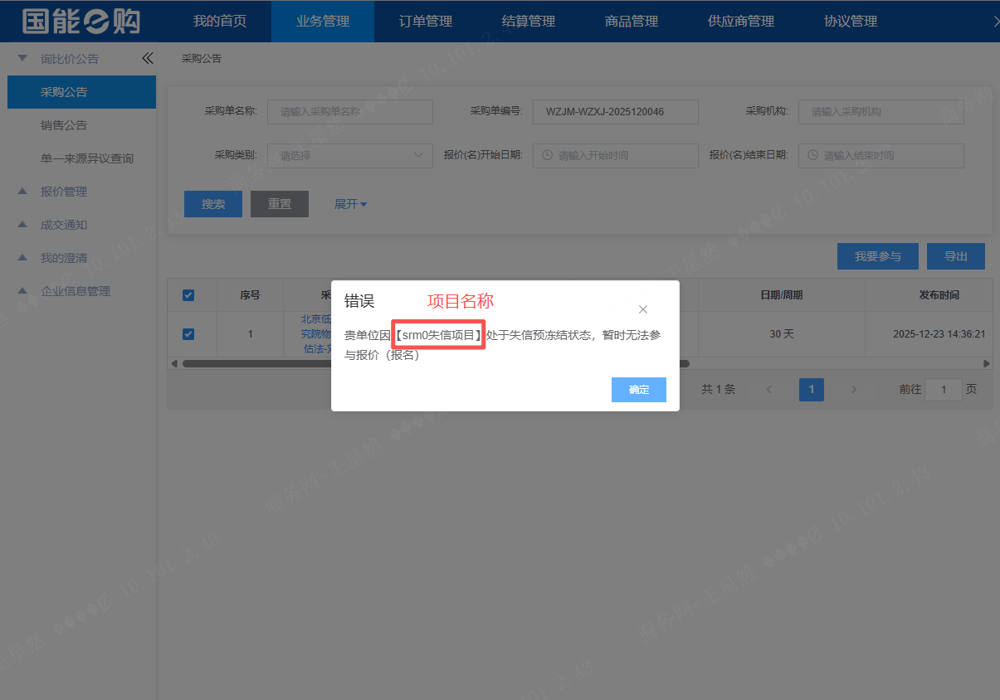 国能e购
我的首页 业务管理 订单管理 结算管理 商品管理 供应商管理 协议管理
询比价公告
采购公告
采购公告
销售公告
单一来源异议查询
报价管理
成交通知
我的澄清
企业信息管理
采购单名称: 请输入采购单名称 采购单编号: WZJM-WZXJ-2025120046 采购机构: 请输入采购机构
采购类别: 请选择 报价(名)开始日期: 请输入开始时间 报价(名)结束日期: 请输入结束时间
搜索 重置 展开
我要参与 导出
序号 采 日期/周期 发布时间
1 北京低 30 天 2025-12-23 14:36:21
究院物
估法-刘
错误 项目名称
贵单位因【srm0失信项目】处于失信预冻结状态，暂时无法参
与报价（报名）
确定
共 1 条 1 前往 1 页
商务网-王星然 10.101.2.43